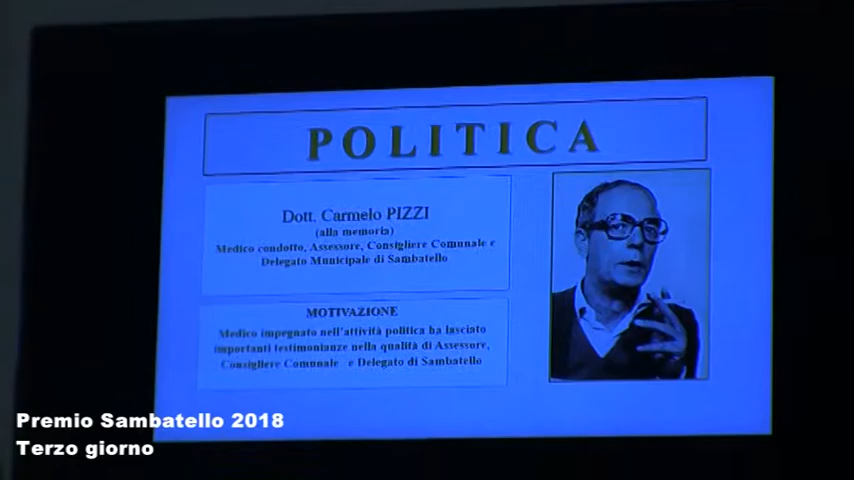 POLITICA
Dott. Carmelo PIZZI
(alla memoria)
Medico condotto, Assessore, Consigliere Comunale e
Delegato Municipale di Sambatello
MOTIVAZIONE
Medico impegnato nell'attività politica ha lasciato
importanti testimonianze nella qualità di Assessore,
Consigliere Comunale e Delegato di Sambatello
Premio Sambatello 2018
Terzo giorno